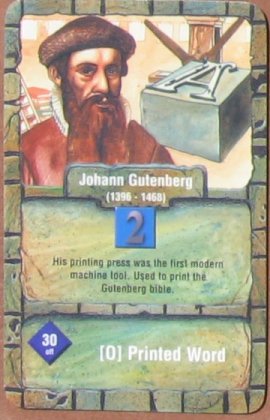 Johann Gutenberg
(1396 - 1468)
2
His printing press was the first modern
machine tool. Used to print the
Gutenberg bible.
30
off
[O] Printed Word